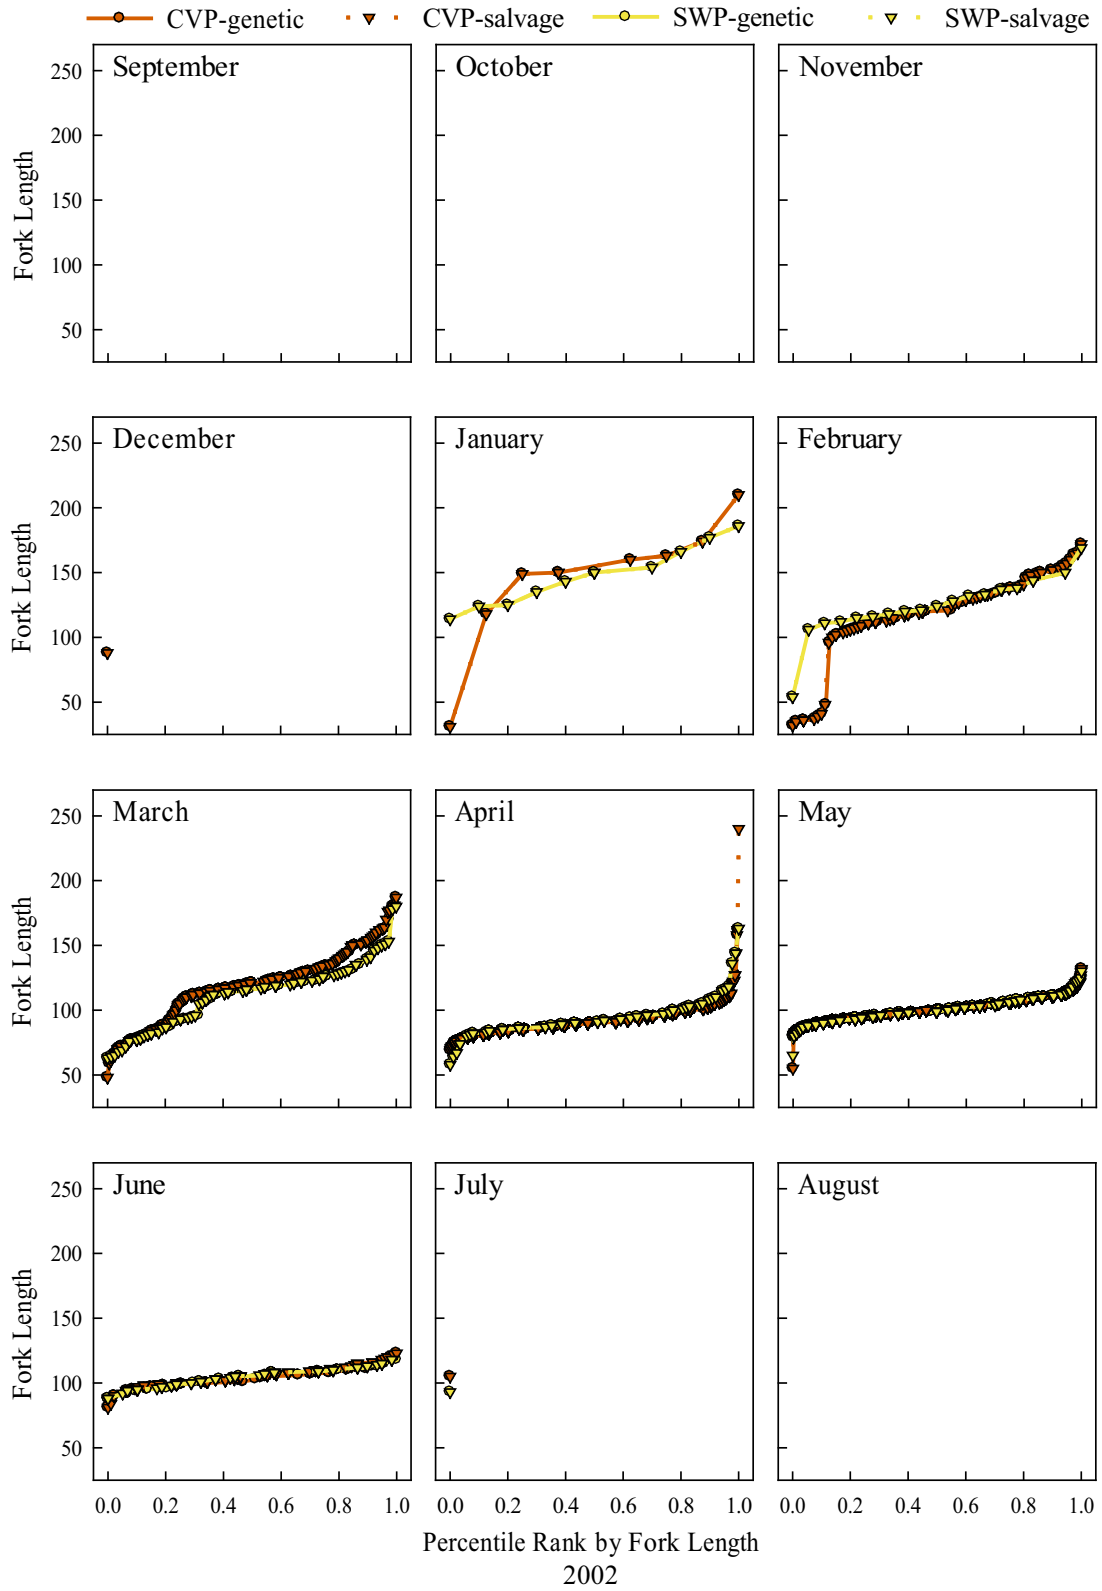 CVP-genetic CVP-salvage SWP-genetic SWP-salvage
September October November
250
200
150
100
50
Fork Length
December January February
250
200
150
100
50
Fork Length
March April May
250
200
150
100
50
Fork Length
June July August
250
200
150
100
50
Fork Length
0.0 0.2 0.4 0.6 0.8 1.0 0.0 0.2 0.4 0.6 0.8 1.0 0.0 0.2 0.4 0.6 0.8 1.0
Percentile Rank by Fork Length
2002